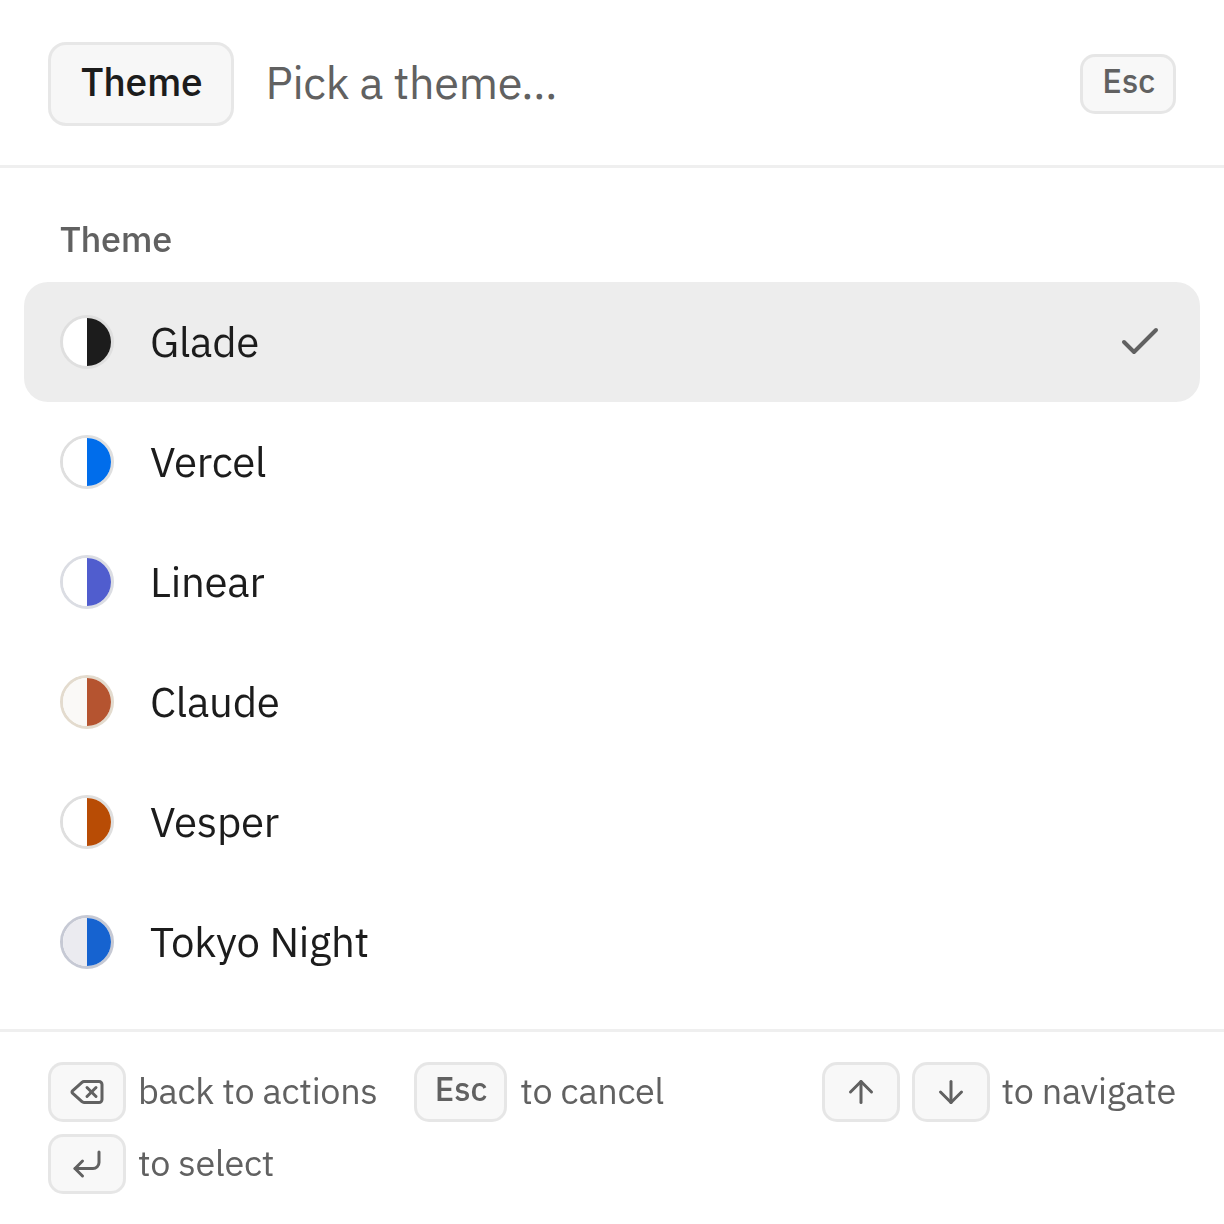 Theme Pick a theme... Esc
Theme
Glade
Vercel
Linear
Claude
Vesper
Tokyo Night
back to actions Esc to cancel to navigate
to select